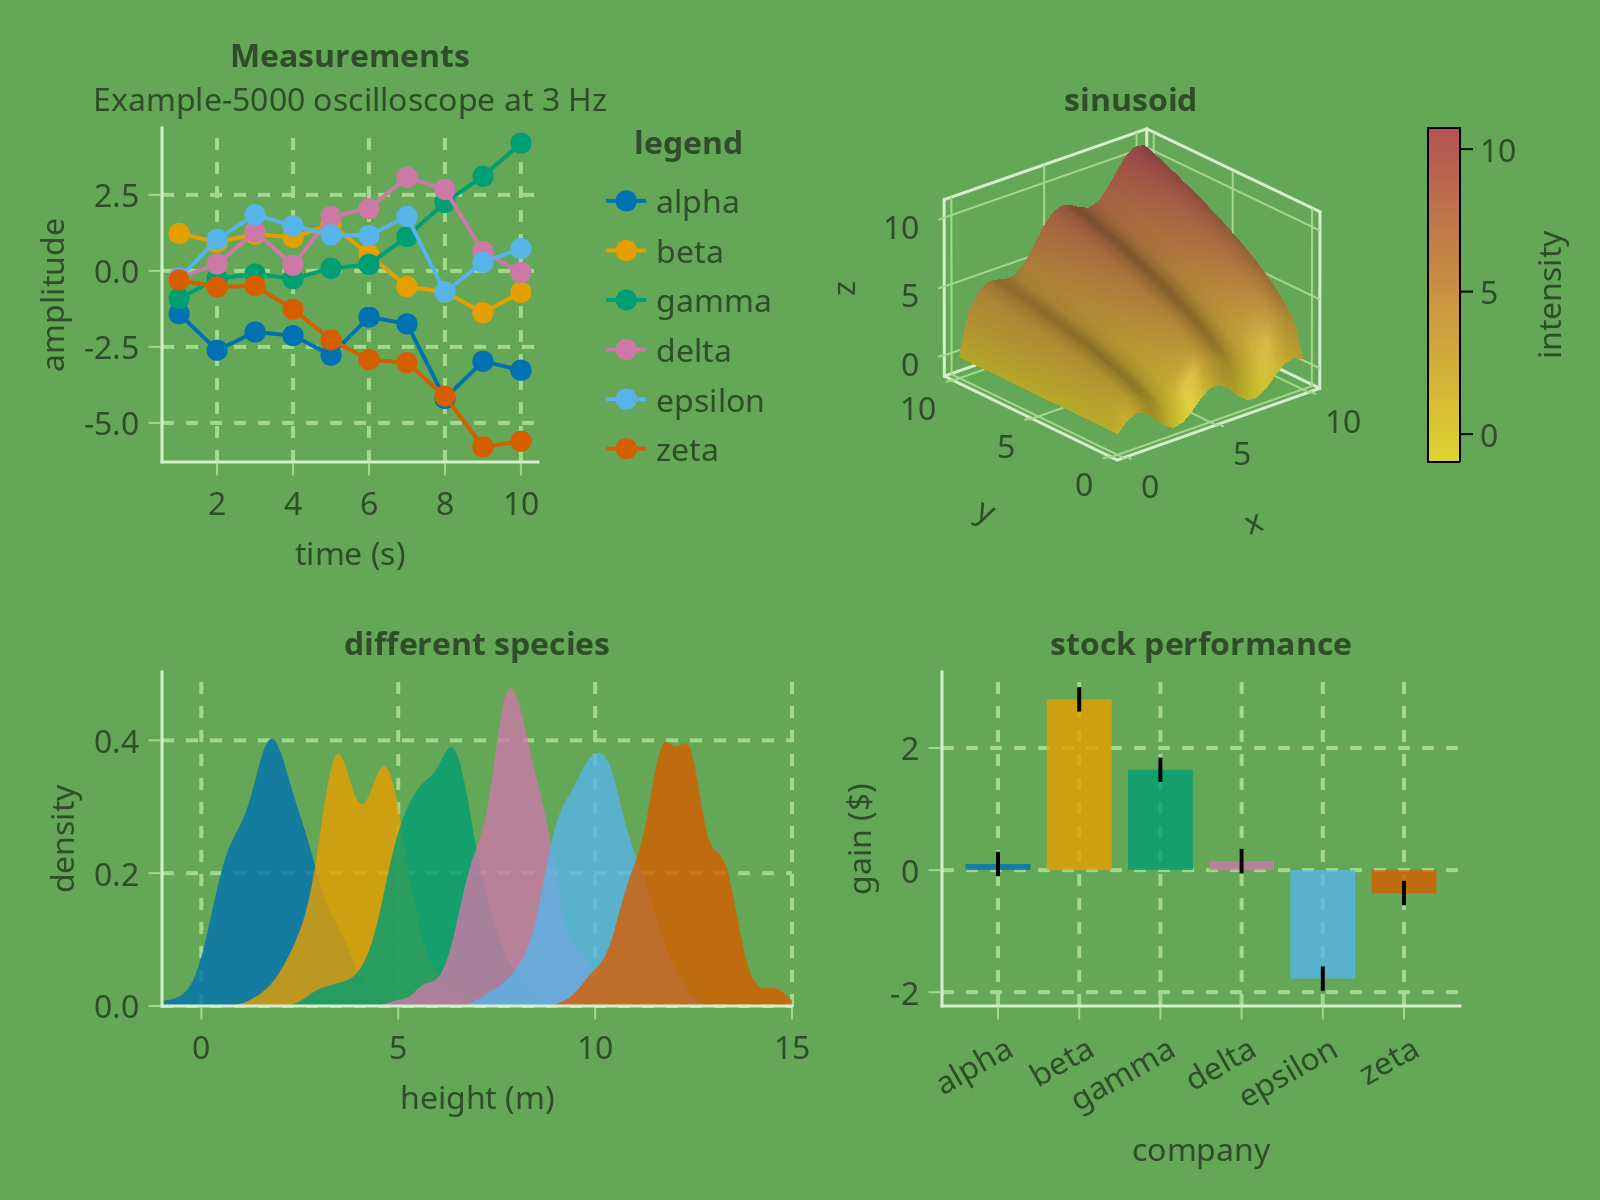 Measurements
Example-5000 oscilloscope at 3 Hz
amplitude
2.5
0.0
-2.5
-5.0
2 4 6 8 10
time (s)
legend
alpha
beta
gamma
delta
epsilon
zeta
sinusoid
z
10
5
0
10
5
0
y
0
5
10
x
10
5
0
intensity
different species
density
0.4
0.2
0.0
0 5 10 15
height (m)
stock performance
gain ($)
2
0
-2
alpha beta gamma delta epsilon zeta
company